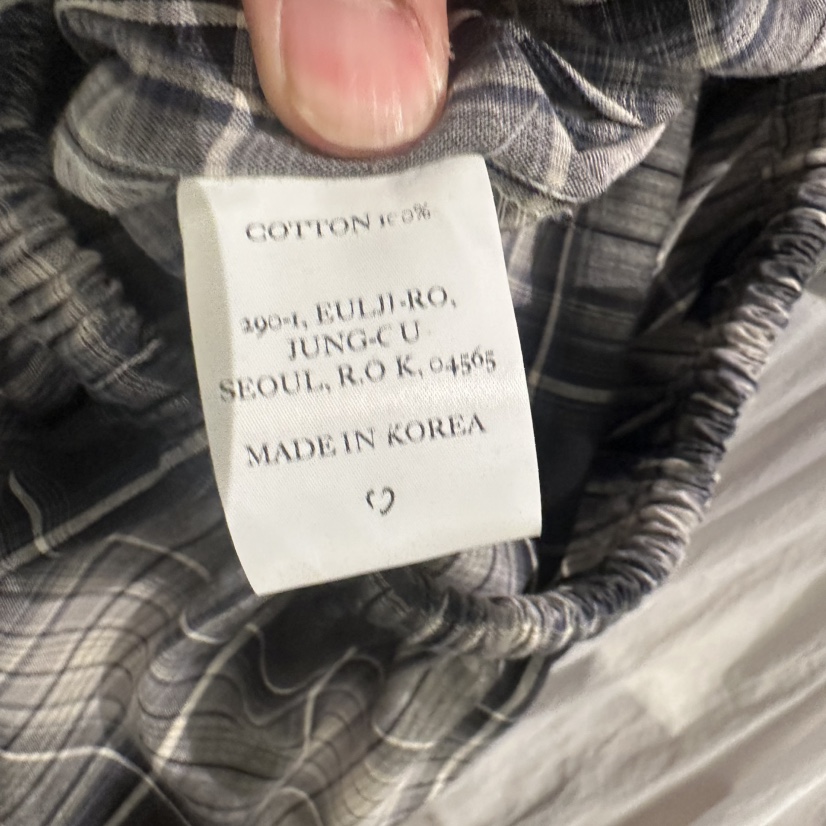 COTTON 100%
290-1, EULJI-RO,
JUNG-GU
SEOUL, R.O K, 04565
MADE IN KOREA